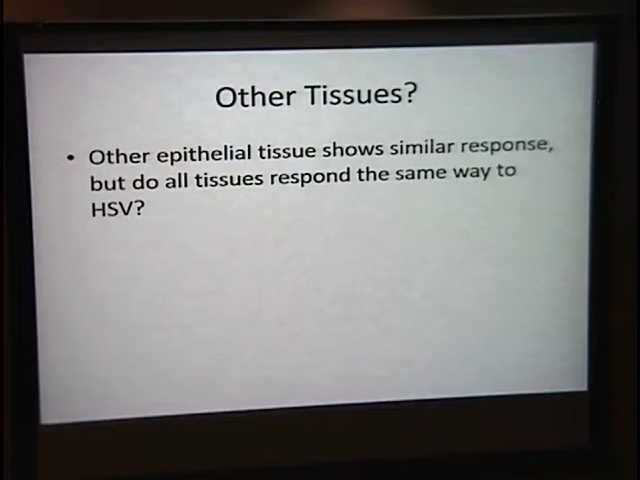 Other Tissues?
• Other epithelial tissue shows similar response,
but do all tissues respond the same way to
HSV?